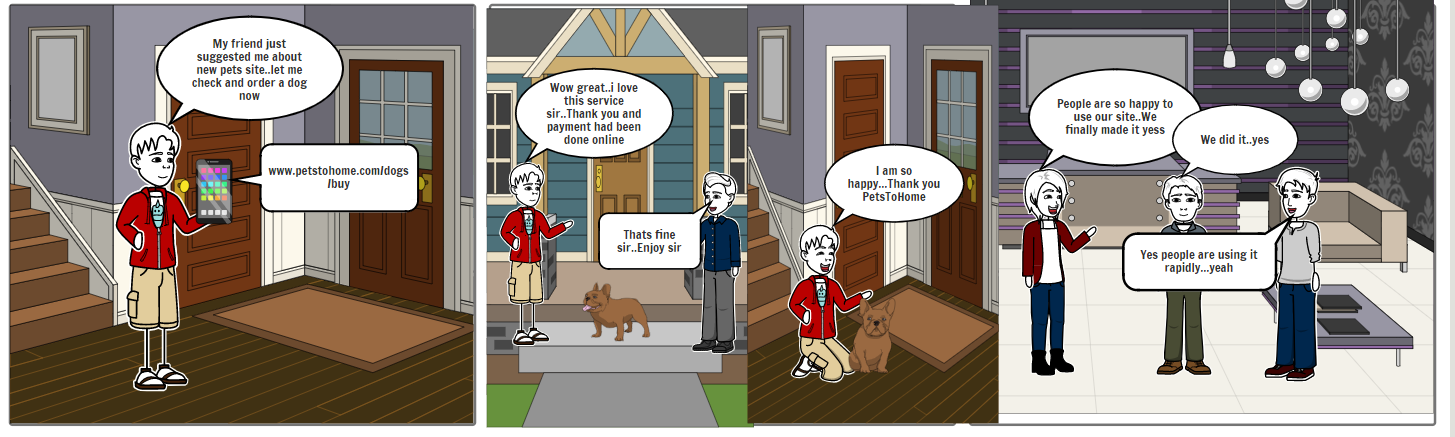 My friend just
suggested me about
new pets site..let me
check and order a dog
now
www.petstohome.com/dogs
/buy
Wow great..i love
this service
sir..Thank you and
payment had been
done online
Thats fine
sir..Enjoy sir
I am so
happy...Thank you
PetsToHome
People are so happy to
use our site..We
finally made it yess
We did it..yes
Yes people are using it
rapidly...yeah